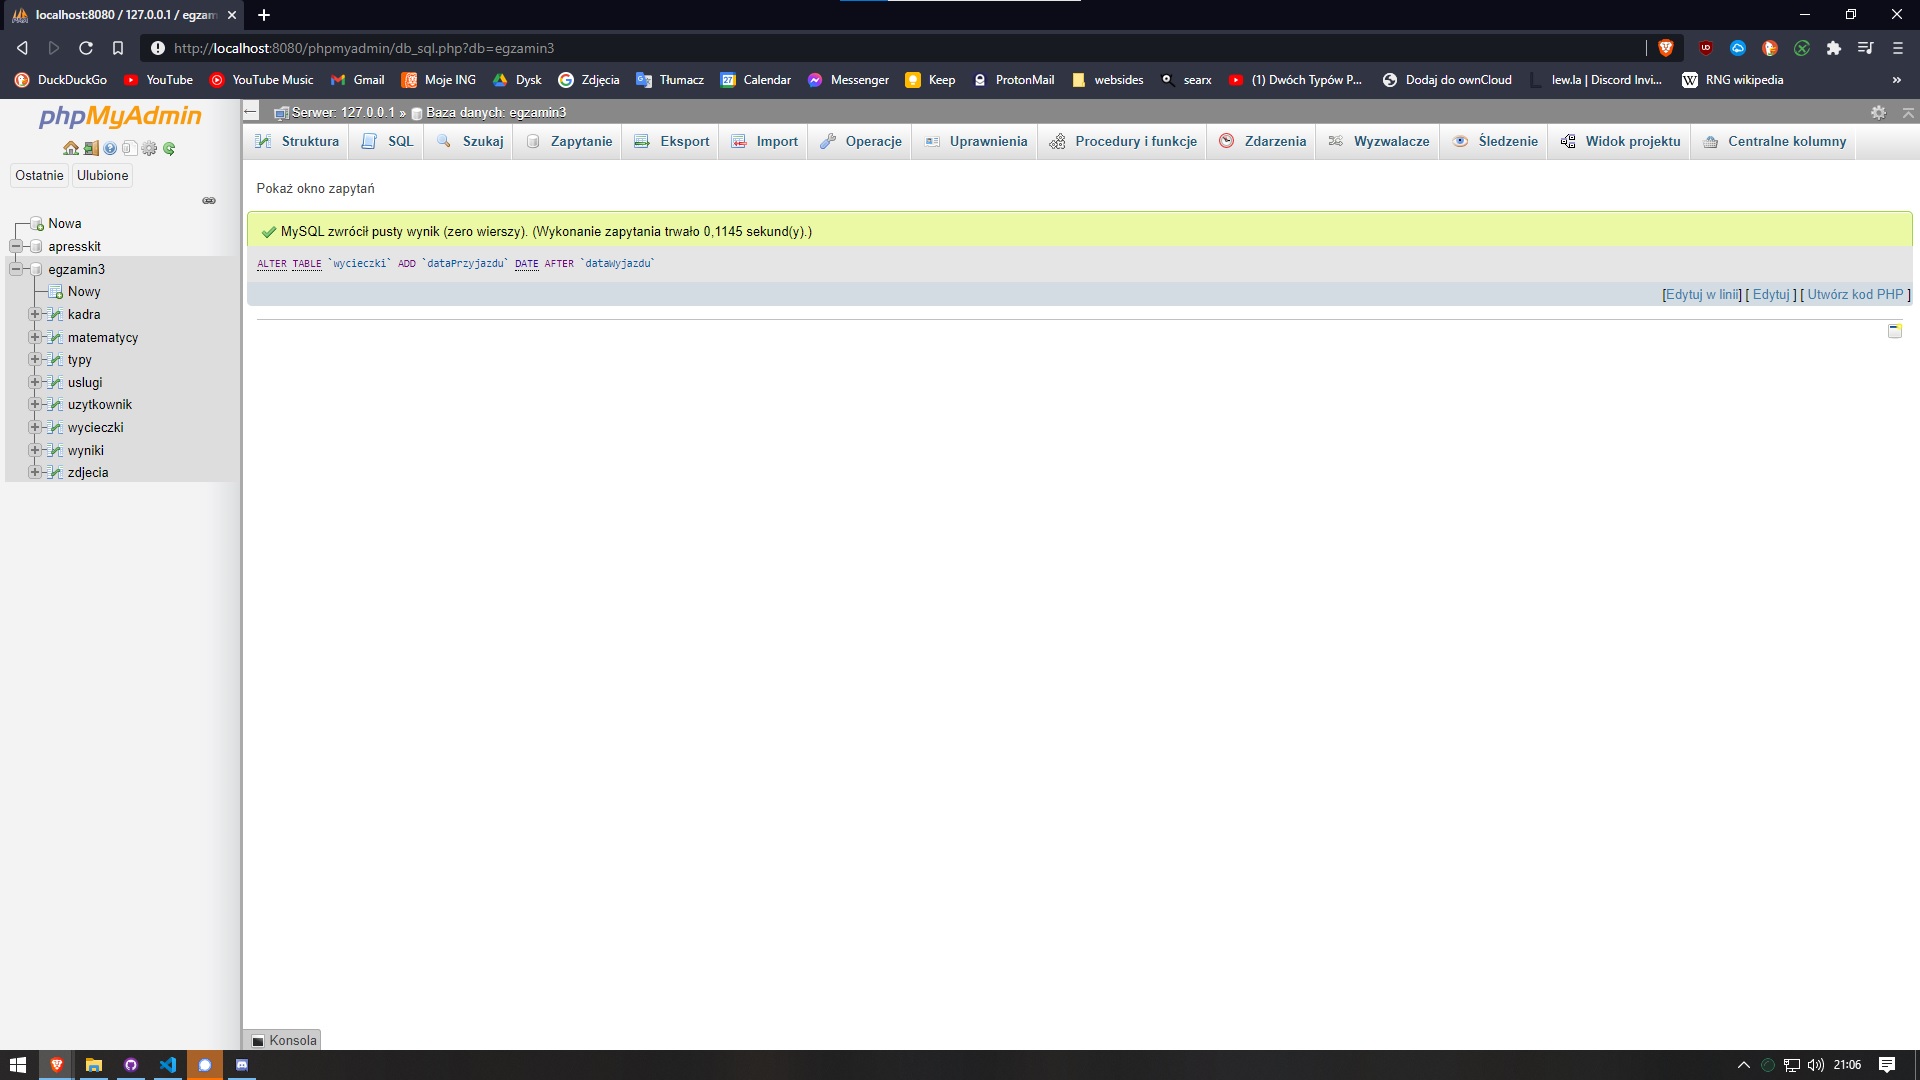 localhost:8080 / 127.0.0.1 / egzam
http://localhost:8080/phpmyadmin/db_sql.php?db=egzamin3
DuckDuckGo YouTube YouTube Music Gmail Moje ING Dysk Zdjęcia Tłumacz Calendar Messenger Keep ProtonMail websides searx (1) Dwóch Typów P... Dodaj do ownCloud lew.la | Discord Invi... RNG wikipedia »
phpMyAdmin
Ostatnie Ulubione
Nowa
apresskit
egzamin3
Nowy
kadra
matematycy
typy
uslugi
uzytkownik
wycieczki
wyniki
zdjecia
Serwer: 127.0.0.1 » Baza danych: egzamin3
Struktura SQL Szukaj Zapytanie Eksport Import Operacje Uprawnienia Procedury i funkcje Zdarzenia Wyzwalacze Śledzenie Widok projektu Centralne kolumny
Pokaż okno zapytań
MySQL zwrócił pusty wynik (zero wierszy). (Wykonanie zapytania trwało 0,1145 sekund(y).)
ALTER TABLE `wycieczki` ADD `dataPrzyjazdu` DATE AFTER `dataWyjazdu`
[Edytuj w linii] [ Edytuj ] [ Utwórz kod PHP ]
Konsola
21:06